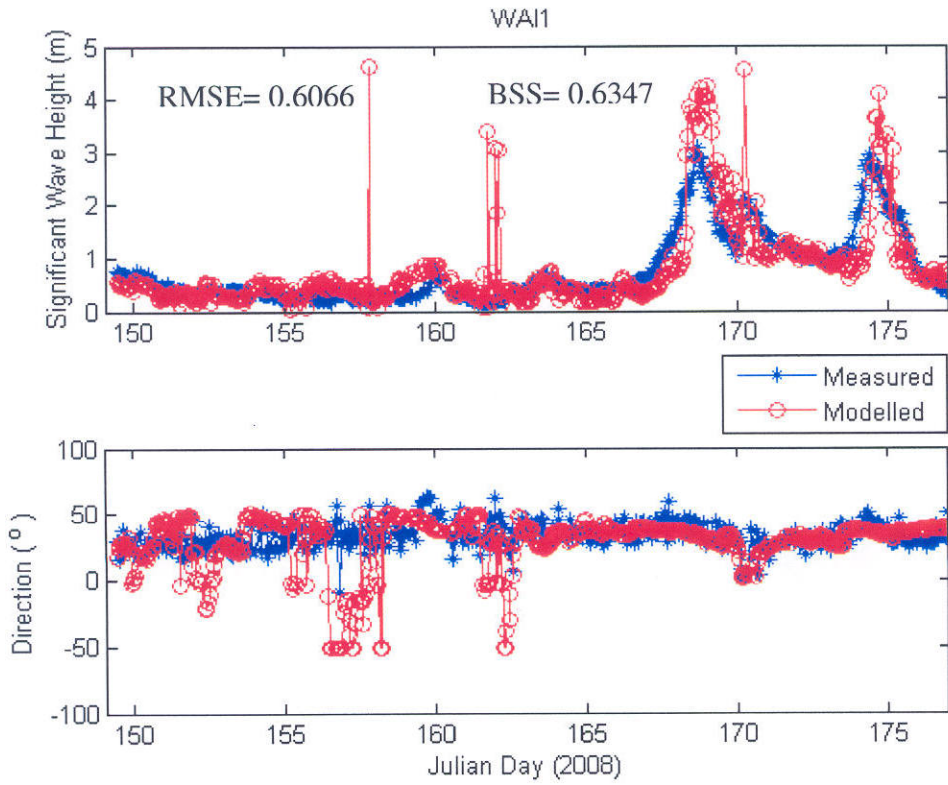 WAI1
Significant Wave Height (m)
5
4
3
2
1
0
RMSE= 0.6066
BSS= 0.6347
150
155
160
165
170
175
Measured
Modelled
Direction ( º )
100
50
0
-50
-100
150
155
160
165
170
175
Julian Day (2008)